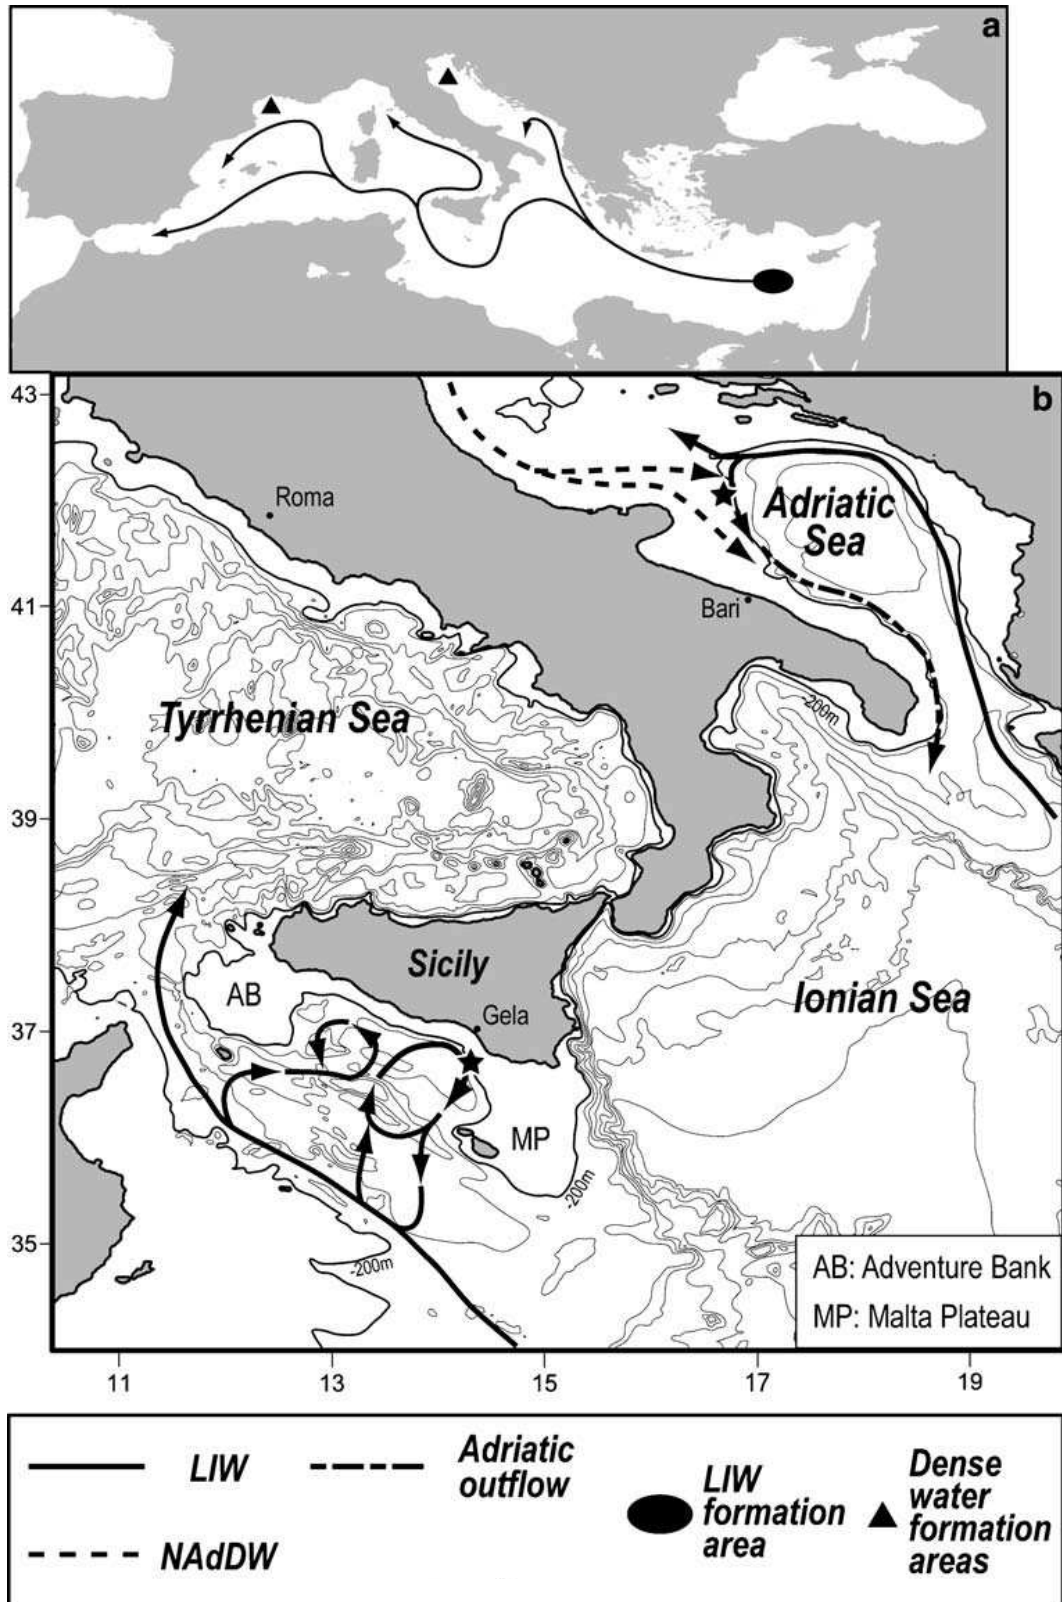 a
b
43
41
39
37
35
Roma
Adriatic
Sea
Bari
-200m
Tyrrhenian Sea
Sicily
AB
Gela
Ionian Sea
MP
-200m
-200m
AB: Adventure Bank
MP: Malta Plateau
11
13
15
17
19
LIW
Adriatic
outflow
NAdDW
LIW
formation
area
Dense
water
formation
areas